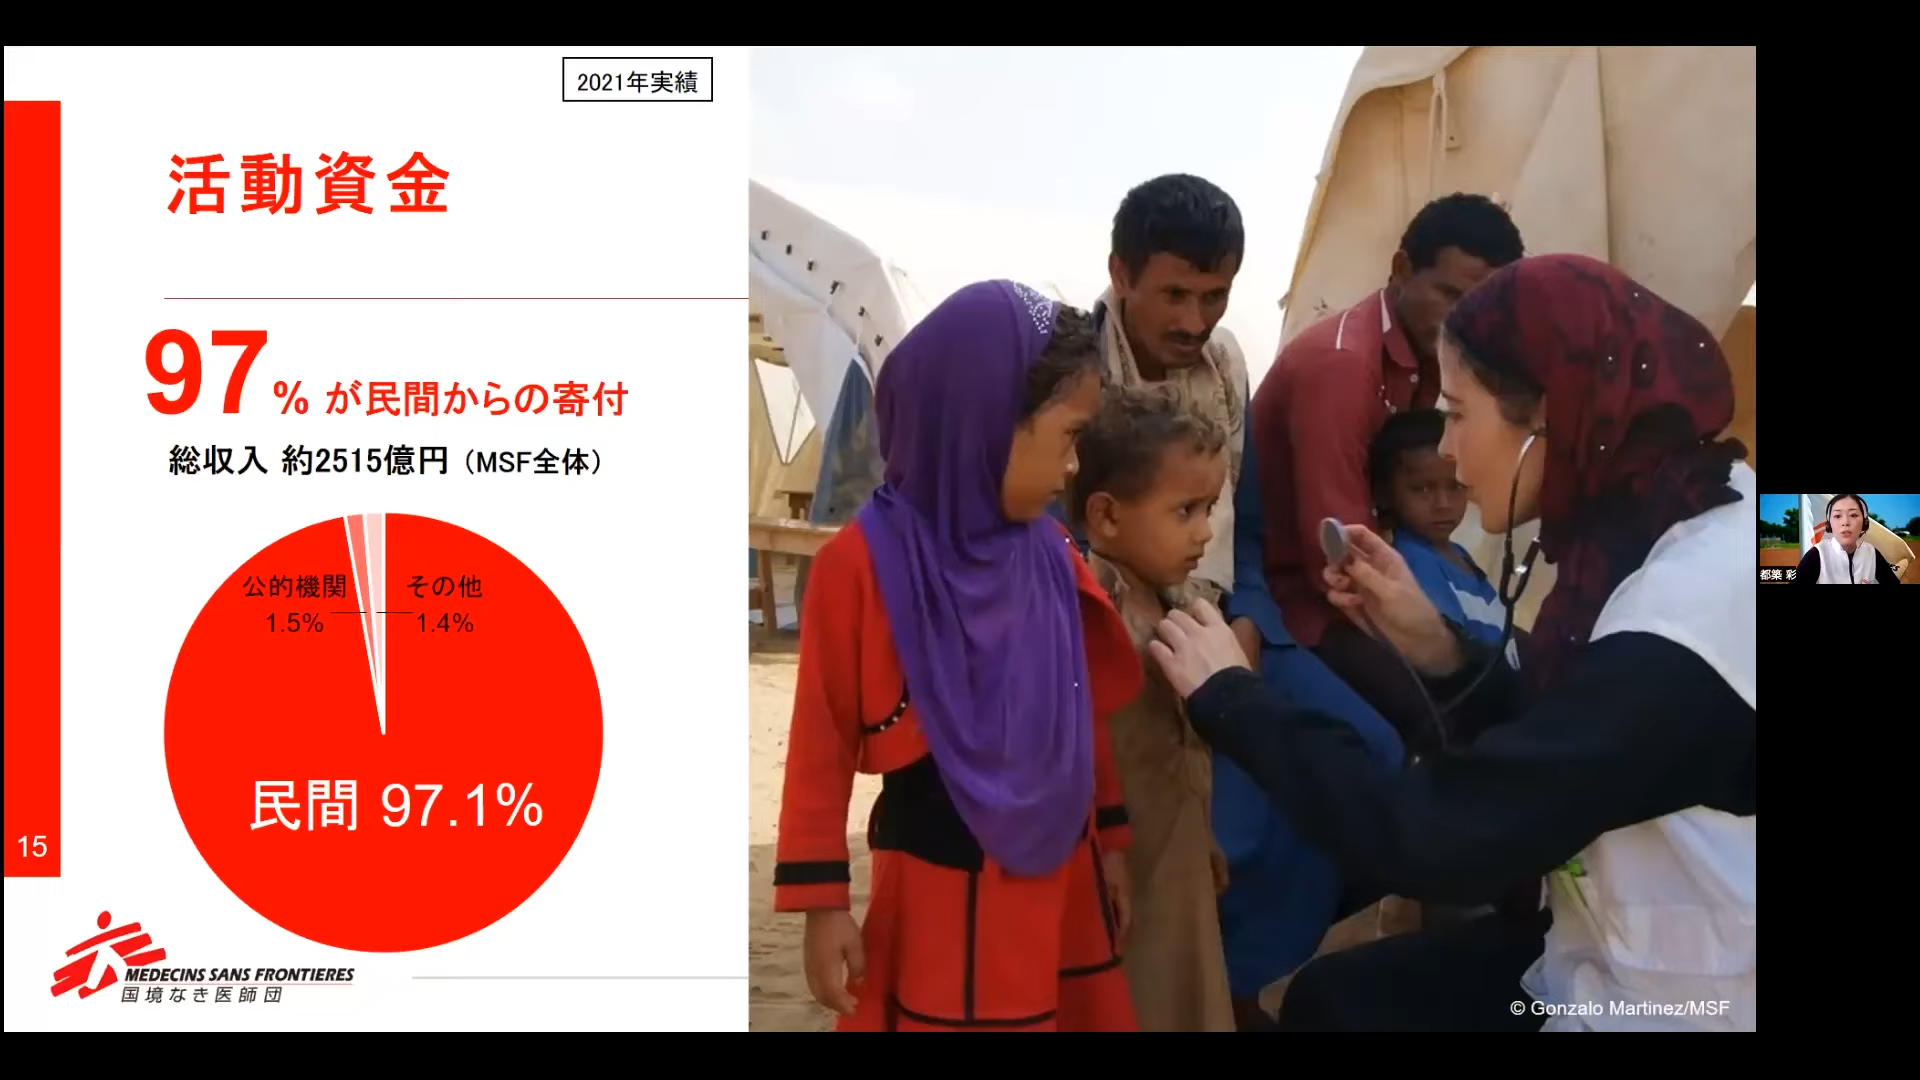 2021年実績
活動資金
97% が民間からの寄付
総収入 約2515億円（MSF全体）
公的機関
1.5%
その他
1.4%
民間 97.1%
15
MEDECINS SANS FRONTIERES
国境なき医師団
© Gonzalo Martinez/MSF
都築 彩